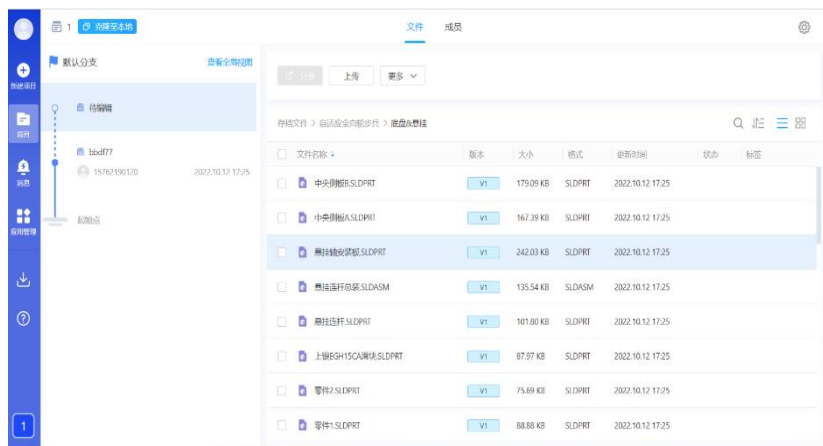 1 克隆至本地 文件 成员
创建项目
项目
消息
应用管理
1
默认分支 查看全局视图
待编辑
bbdf77
15762190120 2022.10.12 17:25
起始点
分享 上传 更多
存档文件 > 自适应全向轮步兵 > 底盘&悬挂
文件名称 版本 大小 格式 更新时间 状态 标签
中央侧板B.SLDPRT V1 179.09 KB SLDPRT 2022.10.12 17:25
中央侧板A.SLDPRT V1 167.39 KB SLDPRT 2022.10.12 17:25
悬挂轴安装板.SLDPRT V1 242.03 KB SLDPRT 2022.10.12 17:25
悬挂连杆总装.SLDASM V1 135.54 KB SLDASM 2022.10.12 17:25
悬挂连杆.SLDPRT V1 101.80 KB SLDPRT 2022.10.12 17:25
上银EGH15CA滑块.SLDPRT V1 87.97 KB SLDPRT 2022.10.12 17:25
零件2.SLDPRT V1 75.69 KB SLDPRT 2022.10.12 17:25
零件1.SLDPRT V1 88.88 KB SLDPRT 2022.10.12 17:25